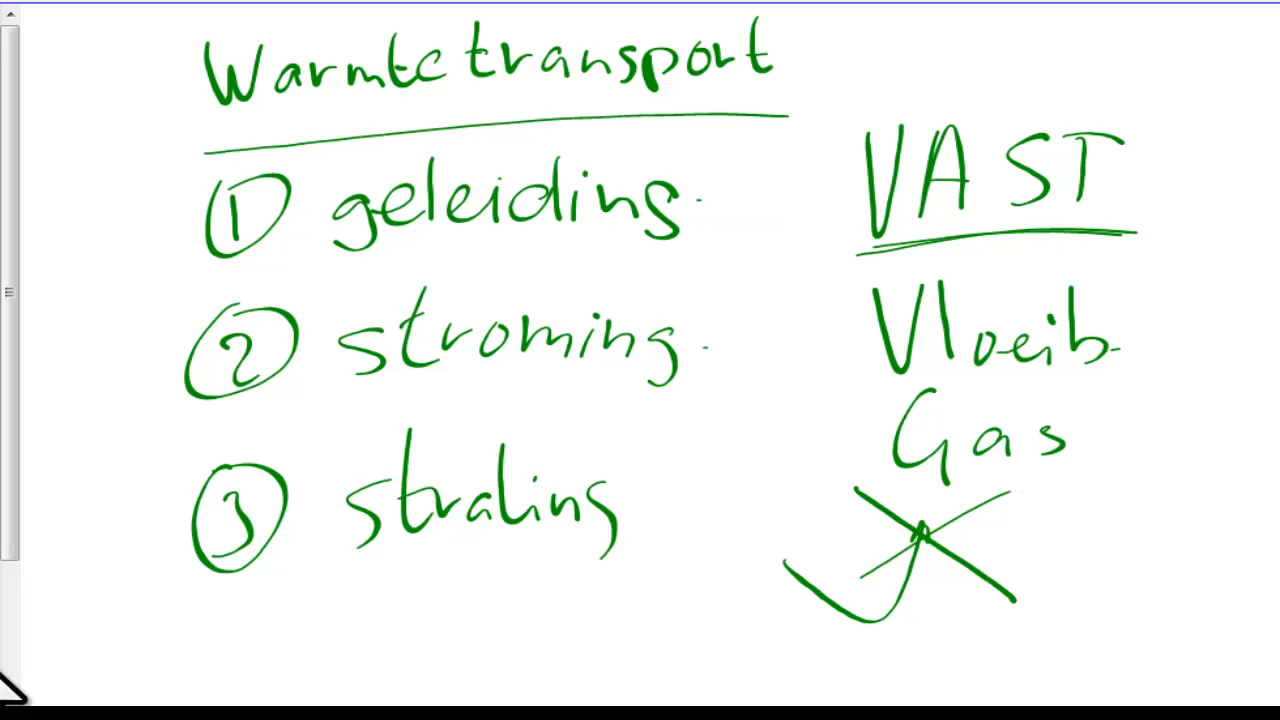 Warmtetransport
1 geleiding. VAST
2 stroming. Vloeib.
Gas
3 straling